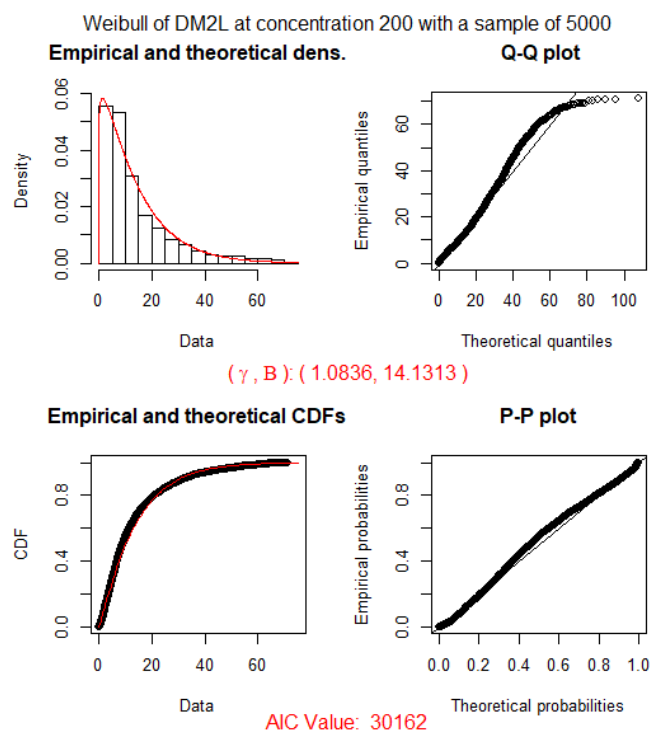 Weibull of DM2L at concentration 200 with a sample of 5000
Empirical and theoretical dens.
Density
0.00 0.02 0.04 0.06
0 20 40 60
Data
Q-Q plot
Empirical quantiles
0 20 40 60
0 20 40 60 80 100
Theoretical quantiles
( γ , B ): ( 1.0836, 14.1313 )
Empirical and theoretical CDFs
CDF
0.0 0.4 0.8
0 20 40 60
Data
P-P plot
Empirical probabilities
0.0 0.4 0.8
0.0 0.2 0.4 0.6 0.8 1.0
Theoretical probabilities
AIC Value: 30162